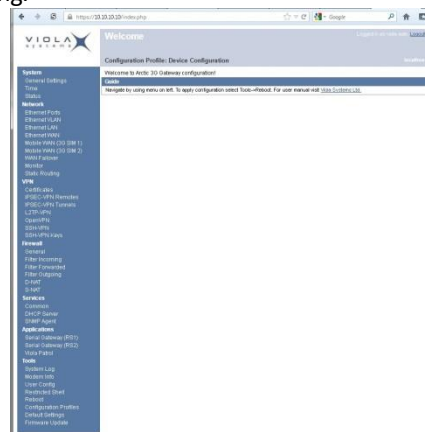 https://10.10.10.10/index.php
Google
VIOLA
systems
Welcome
Configuration Profile: Device Configuration
Welcome to Arctic 3G Gateway configuration!
Guide
Navigate by using menu on left. To apply configuration select Tools->Reboot. For user manual visit Viola Systems Ltd.
System
General Settings
Time
Status
Network
Ethernet Ports
Ethernet VLAN
Ethernet LAN
Ethernet WAN
Mobile WAN (3G SIM 1)
Mobile WAN (3G SIM 2)
WAN Failover
Monitor
Static Routing
VPN
Certificates
IPSEC-VPN Remotes
IPSEC-VPN Tunnels
L2TP-VPN
OpenVPN
SSH-VPN
SSH-VPN Keys
Firewall
General
Filter Incoming
Filter Forwarded
Filter Outgoing
D-NAT
S-NAT
Services
Common
DHCP Server
SNMP Agent
Applications
Serial Gateway (RS1)
Serial Gateway (RS2)
Viola Patrol
Tools
System Log
Modem Info
User Config
Restricted Shell
Reboot
Configuration Profiles
Default Settings
Firmware Update